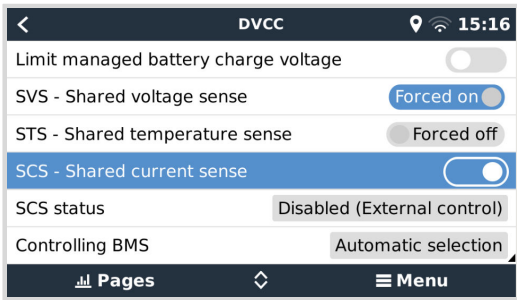 DVCC 15:16
Limit managed battery charge voltage
SVS - Shared voltage sense Forced on
STS - Shared temperature sense Forced off
SCS - Shared current sense
SCS status Disabled (External control)
Controlling BMS Automatic selection
Pages Menu